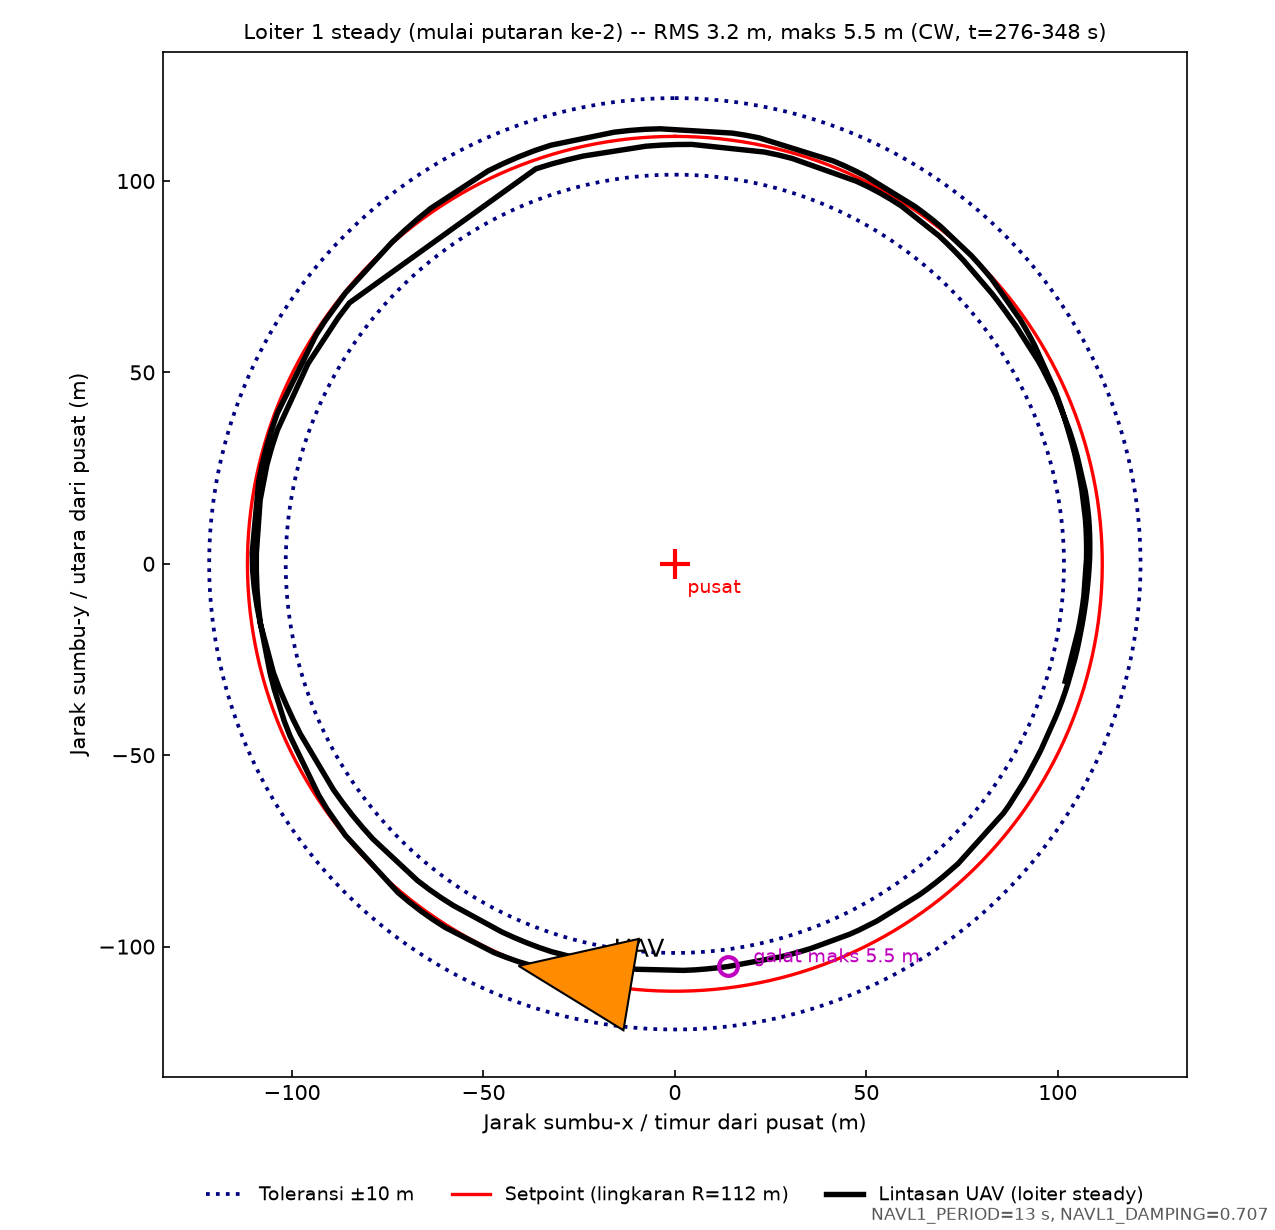 Loiter 1 steady (mulai putaran ke-2) -- RMS 3.2 m, maks 5.5 m (CW, t=276-348 s)
Jarak sumbu-y / utara dari pusat (m)
100
50
0
−50
−100
pusat
UAV
galat maks 5.5 m
−100
−50
0
50
100
Jarak sumbu-x / timur dari pusat (m)
Toleransi ±10 m
Setpoint (lingkaran R=112 m)
Lintasan UAV (loiter steady)
NAVL1_PERIOD=13 s, NAVL1_DAMPING=0.707